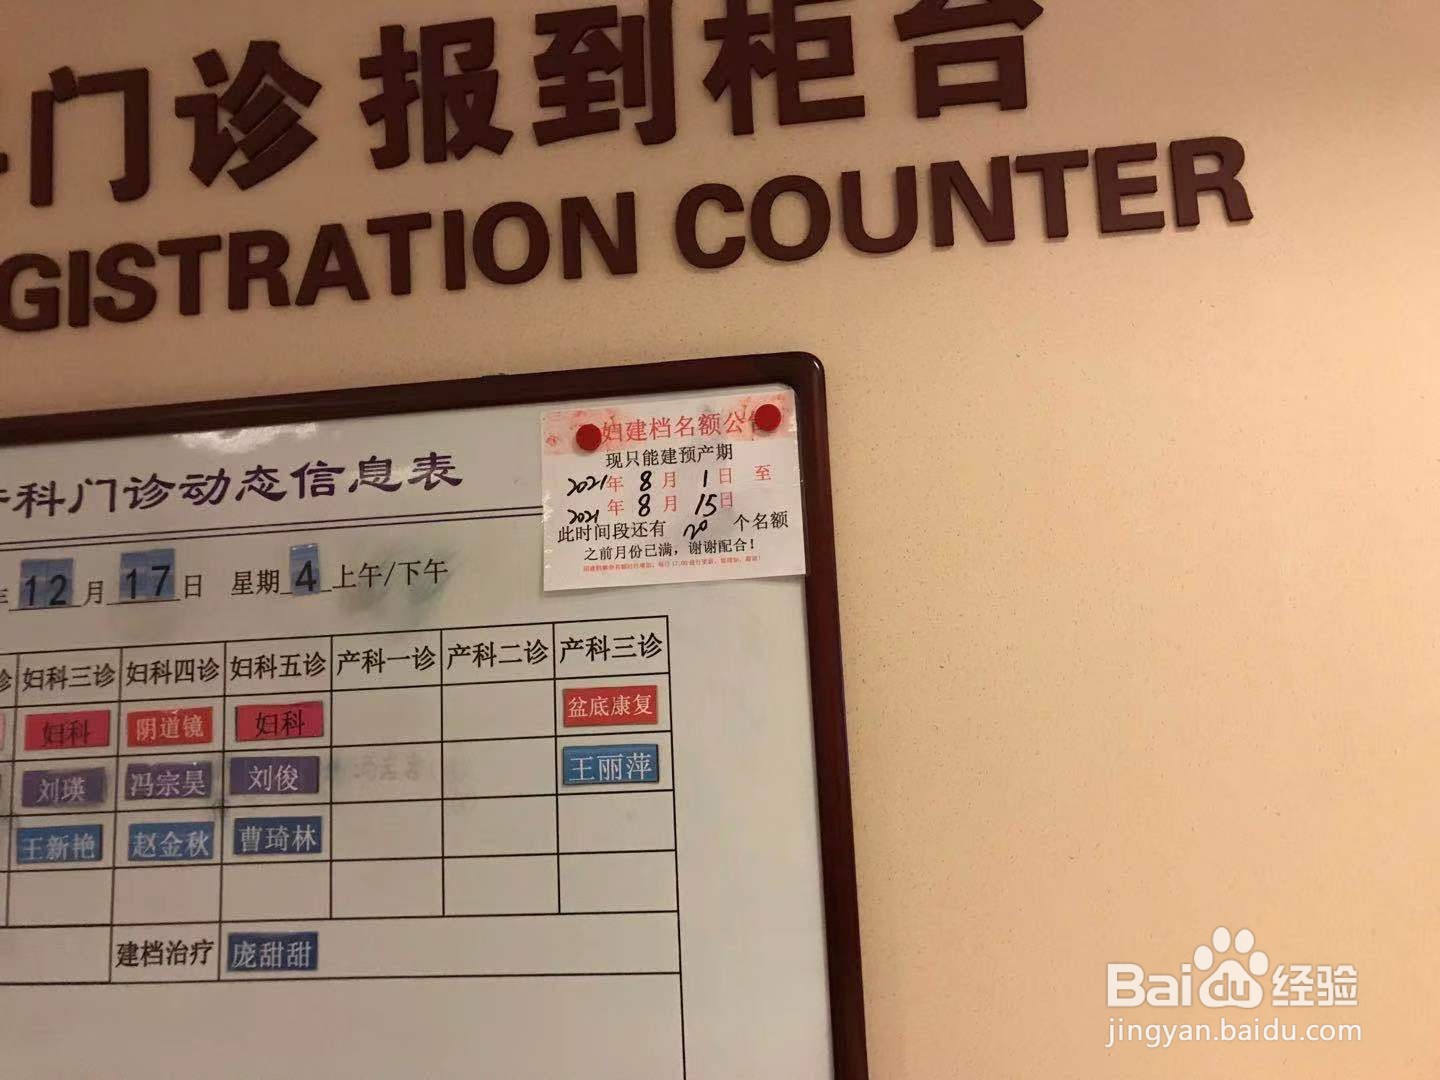 门诊报到柜台
GISTRATION COUNTER
妇建档名额公告
现只能建预产期
2021年 8 月 1 日 至
2021年 8 月 15日
此时间段还有 20 个名额
之前月份已满，谢谢配合！
科门诊动态信息表
年 12 月 17 日 星期 4 上午/下午
诊 妇科三诊 妇科四诊 妇科五诊 产科一诊 产科二诊 产科三诊
妇科 阴道镜 妇科 盆底康复
刘瑛 冯宗昊 刘俊 王丽萍
王新艳 赵金秋 曹琦林
建档治疗 庞甜甜
Baidu经验
jingyan.baidu.com